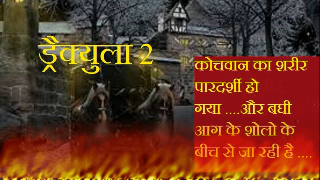 ड्रैक्युला 2
कोचवान का शरीर
पारदर्शी हो
गया ....और बघी
आग के शोलो के
बीच से जा रही है ....